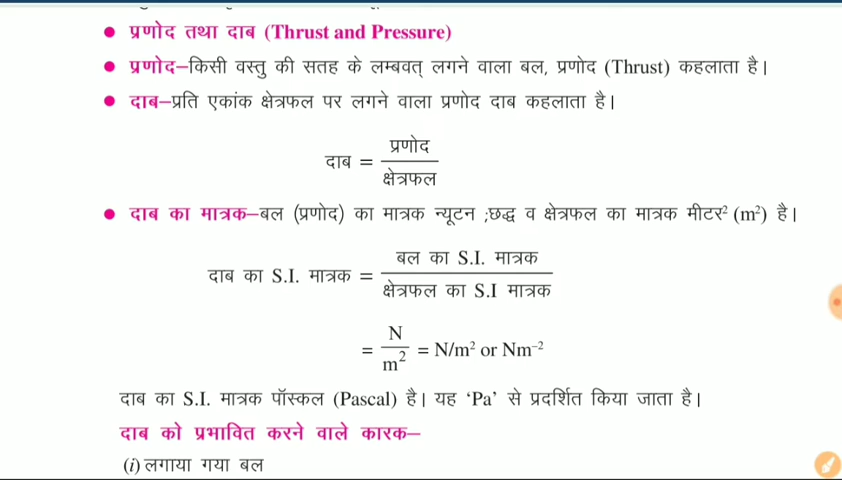 प्रणोद तथा दाब (Thrust and Pressure)
प्रणोद–किसी वस्तु की सतह के लम्बवत् लगने वाला बल, प्रणोद (Thrust) कहलाता है।
दाब–प्रति एकांक क्षेत्रफल पर लगने वाला प्रणोद दाब कहलाता है।
दाब = प्रणोद / क्षेत्रफल
दाब का मात्रक–बल (प्रणोद) का मात्रक न्यूटन ;छद्ध व क्षेत्रफल का मात्रक मीटर² (m²) है।
दाब का S.I. मात्रक = बल का S.I. मात्रक / क्षेत्रफल का S.I मात्रक
= N / m² = N/m² or Nm⁻²
दाब का S.I. मात्रक पॉस्कल (Pascal) है। यह ‘Pa’ से प्रदर्शित किया जाता है।
दाब को प्रभावित करने वाले कारक–
(i) लगाया गया बल